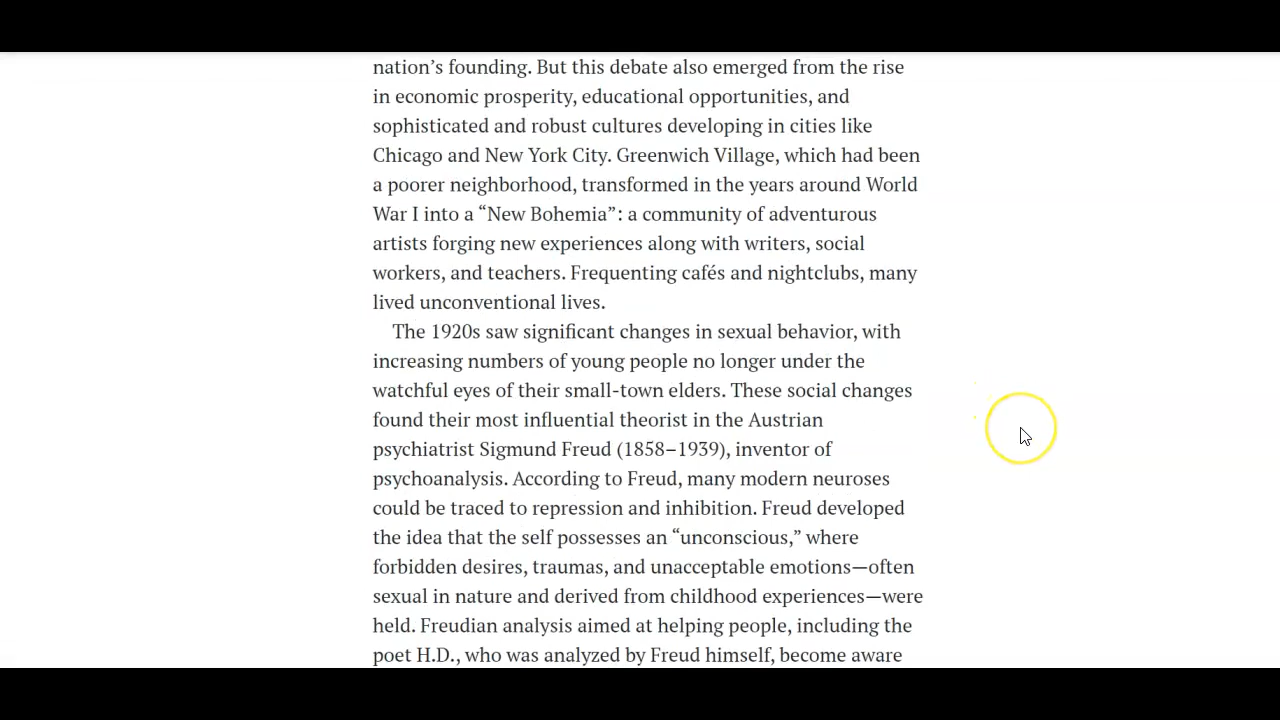 nation’s founding. But this debate also emerged from the rise
in economic prosperity, educational opportunities, and
sophisticated and robust cultures developing in cities like
Chicago and New York City. Greenwich Village, which had been
a poorer neighborhood, transformed in the years around World
War I into a “New Bohemia”: a community of adventurous
artists forging new experiences along with writers, social
workers, and teachers. Frequenting cafés and nightclubs, many
lived unconventional lives.
The 1920s saw significant changes in sexual behavior, with
increasing numbers of young people no longer under the
watchful eyes of their small-town elders. These social changes
found their most influential theorist in the Austrian
psychiatrist Sigmund Freud (1858–1939), inventor of
psychoanalysis. According to Freud, many modern neuroses
could be traced to repression and inhibition. Freud developed
the idea that the self possesses an “unconscious,” where
forbidden desires, traumas, and unacceptable emotions—often
sexual in nature and derived from childhood experiences—were
held. Freudian analysis aimed at helping people, including the
poet H.D., who was analyzed by Freud himself, become aware